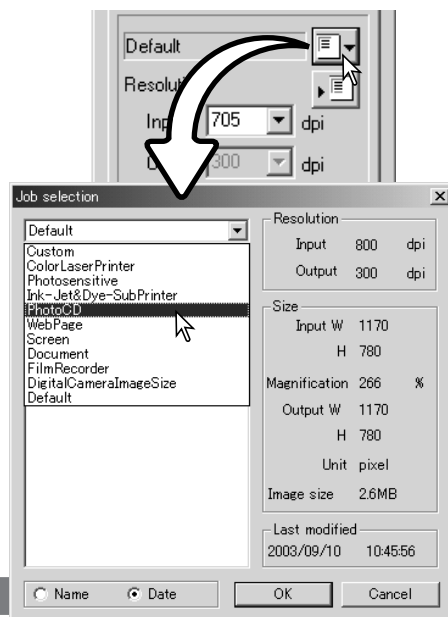 Default
Resolu
Inp 705 dpi
300 dpi
Job selection
Default
Custom
ColorLaserPrinter
Photosensitive
Ink-Jet&Dye-SubPrinter
PhotoCD
WebPage
Screen
Document
FilmRecorder
DigitalCameraImageSize
Default
Resolution
Input 800 dpi
Output 300 dpi
Size
Input W 1170
H 780
Magnification 266 %
Output W 1170
H 780
Unit pixel
Image size 2.6MB
Last modified
2003/09/10 10:45:56
Name Date OK Cancel